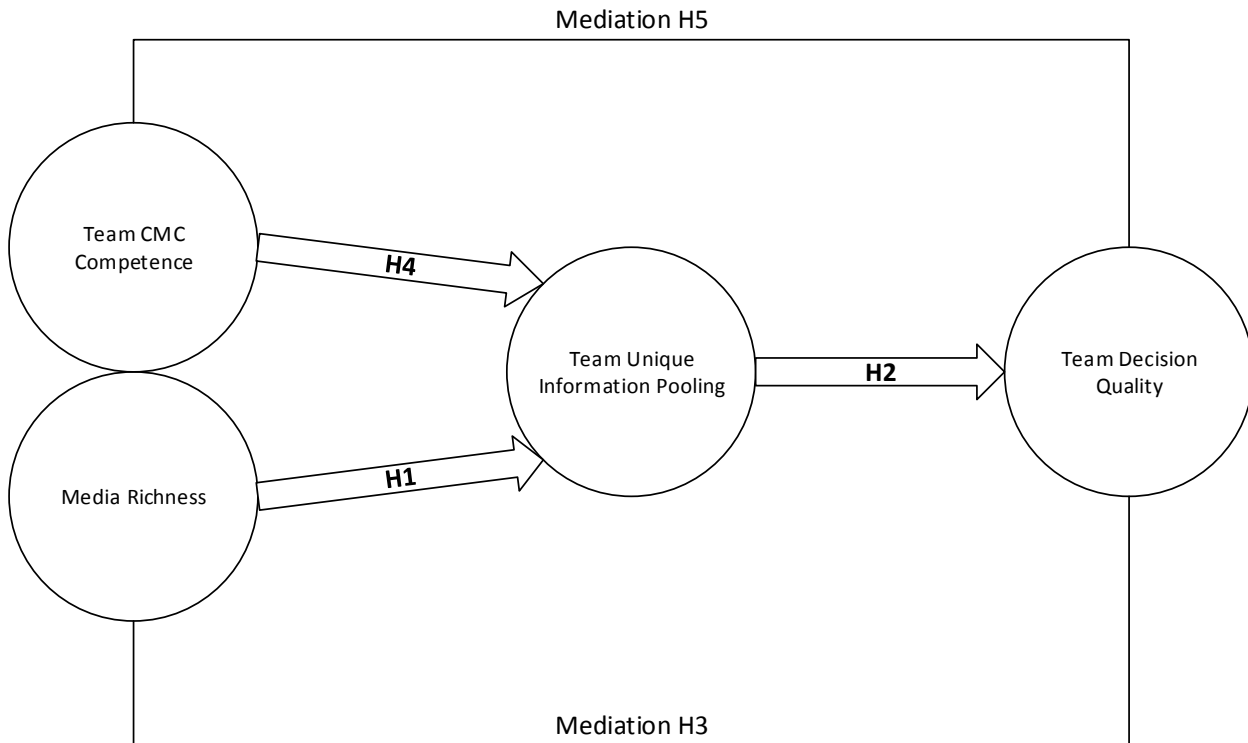 Mediation H5
Team CMC
Competence
H4
Team Unique
Information Pooling
H2
Team Decision
Quality
Media Richness
H1
Mediation H3